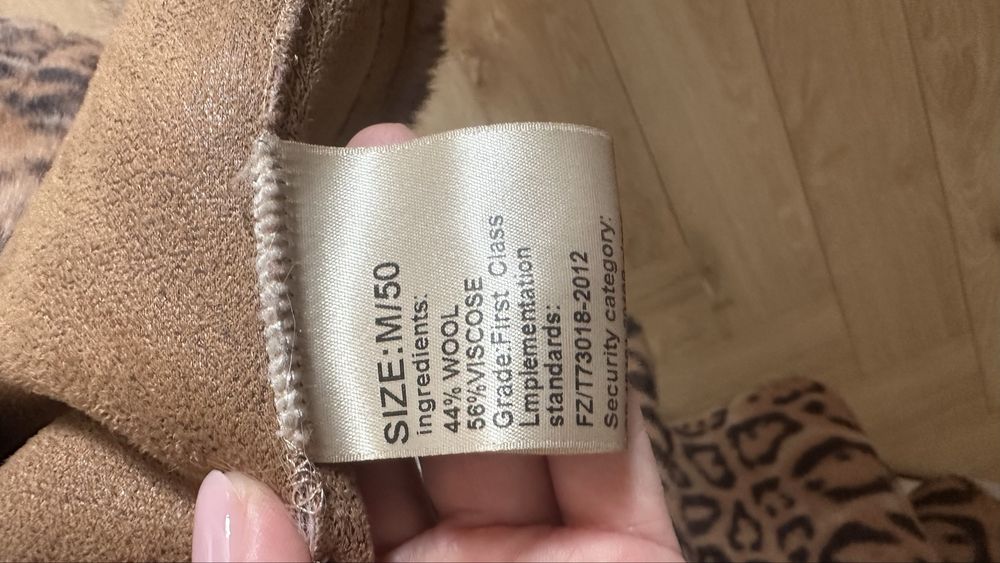 SIZE:M/50
ingredients:
44% WOOL
56%VISCOSE
Grade:First Class
Lmplementation
standards:
FZ/T73018-2012
Security category: